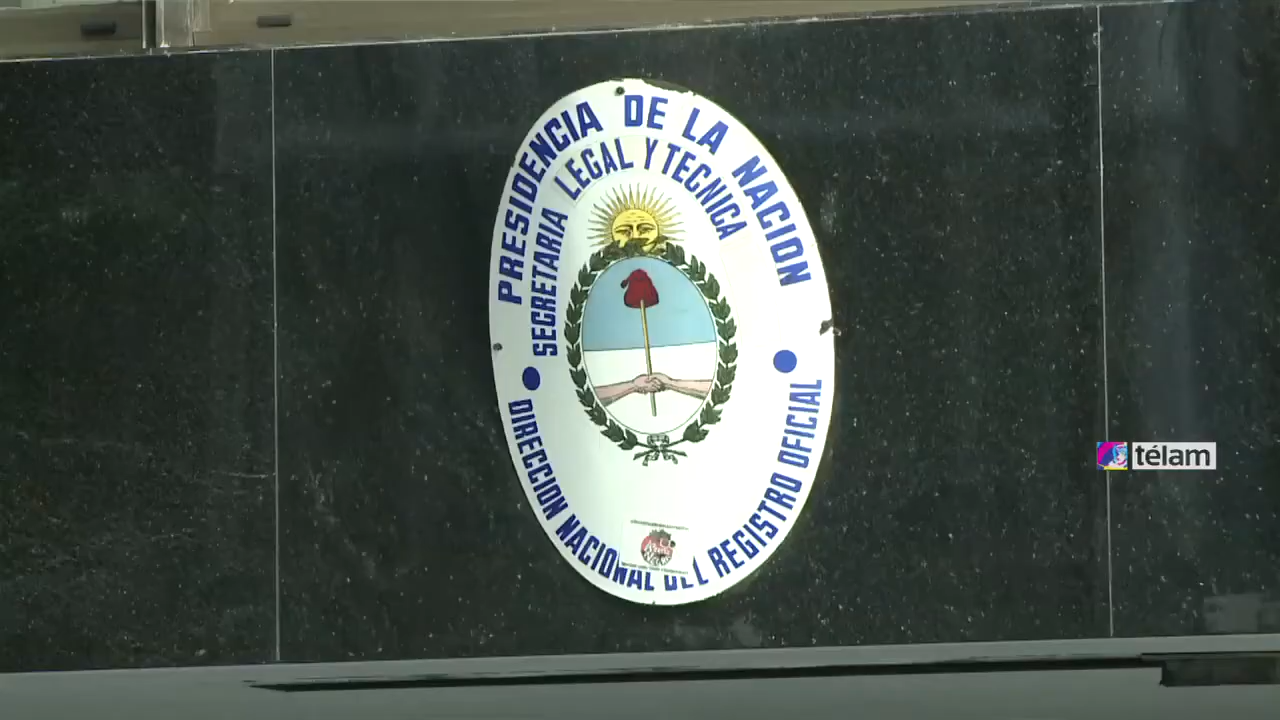 PRESIDENCIA DE LA NACION
SECRETARIA LEGAL Y TECNICA
DIRECCION NACIONAL DEL REGISTRO OFICIAL
télam